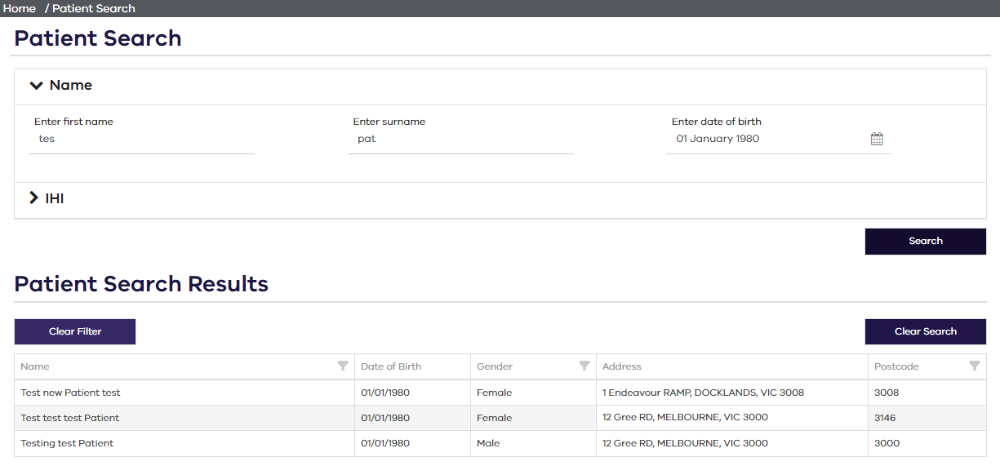 Home / Patient Search
Patient Search
Name
Enter first name Enter surname Enter date of birth
tes pat 01 January 1980
IHI
Search
Patient Search Results
Clear Filter Clear Search
Name Date of Birth Gender Address Postcode
Test new Patient test 01/01/1980 Female 1 Endeavour RAMP, DOCKLANDS, VIC 3008 3008
Test test test Patient 01/01/1980 Female 12 Gree RD, MELBOURNE, VIC 3000 3146
Testing test Patient 01/01/1980 Male 12 Gree RD, MELBOURNE, VIC 3000 3000